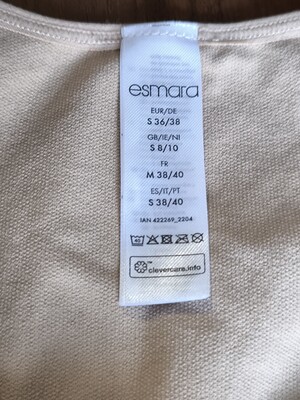 esmara
EUR/DE
S 36/38
GB/IE/NI
S 8/10
FR
M 38/40
ES/IT/PT
S 38/40
IAN 422269_2204
40
clevercare.info